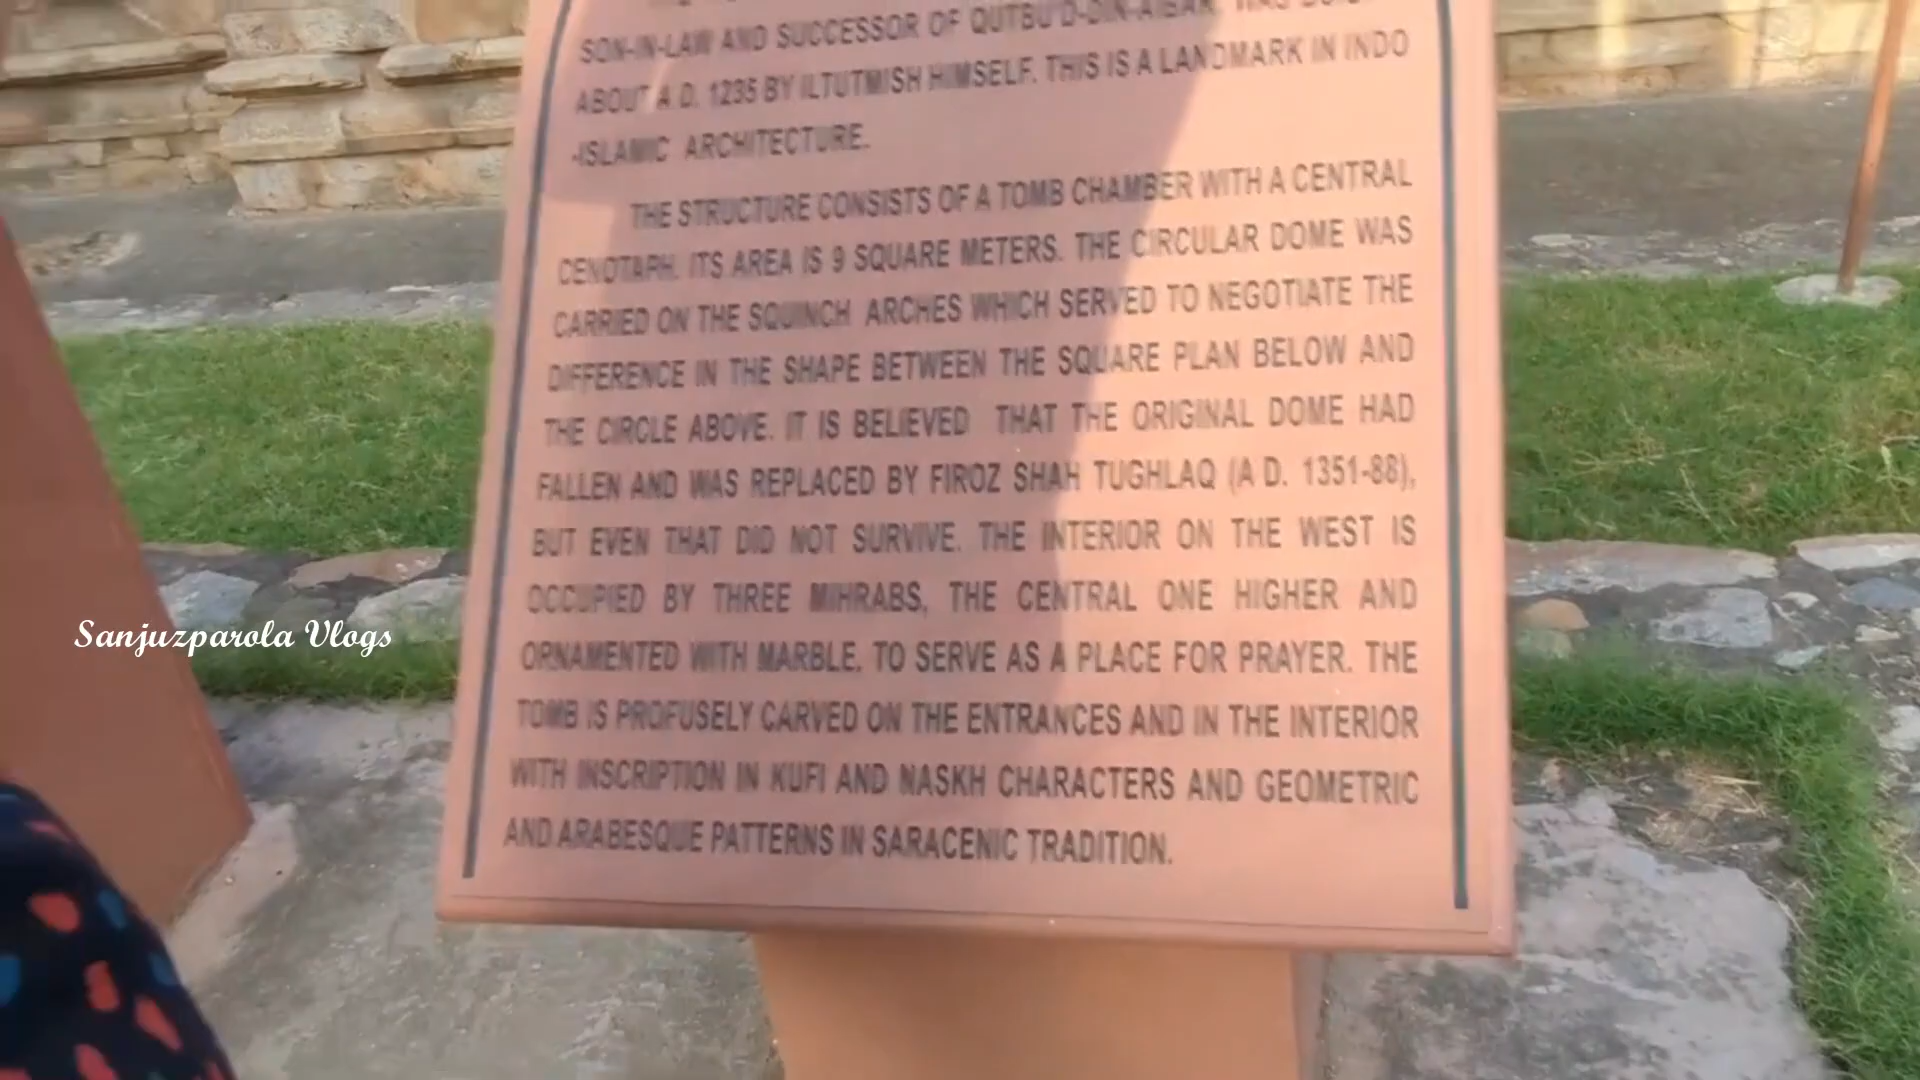 SON-IN-LAW AND SUCCESSOR OF QUTBU'D-DIN-AIBAK WAS
ABOUT A D. 1235 BY ILTUTMISH HIMSELF. THIS IS A LANDMARK IN INDO
-ISLAMIC ARCHITECTURE.
THE STRUCTURE CONSISTS OF A TOMB CHAMBER WITH A CENTRAL
CENOTAPH. ITS AREA IS 9 SQUARE METERS. THE CIRCULAR DOME WAS
CARRIED ON THE SQUINCH ARCHES WHICH SERVED TO NEGOTIATE THE
DIFFERENCE IN THE SHAPE BETWEEN THE SQUARE PLAN BELOW AND
THE CIRCLE ABOVE. IT IS BELIEVED THAT THE ORIGINAL DOME HAD
FALLEN AND WAS REPLACED BY FIROZ SHAH TUGHLAQ (A D. 1351-88),
BUT EVEN THAT DID NOT SURVIVE. THE INTERIOR ON THE WEST IS
OCCUPIED BY THREE MIHRABS, THE CENTRAL ONE HIGHER AND
ORNAMENTED WITH MARBLE. TO SERVE AS A PLACE FOR PRAYER. THE
TOMB IS PROFUSELY CARVED ON THE ENTRANCES AND IN THE INTERIOR
WITH INSCRIPTION IN KUFI AND NASKH CHARACTERS AND GEOMETRIC
AND ARABESQUE PATTERNS IN SARACENIC TRADITION.
Sanjuzparola Vlogs